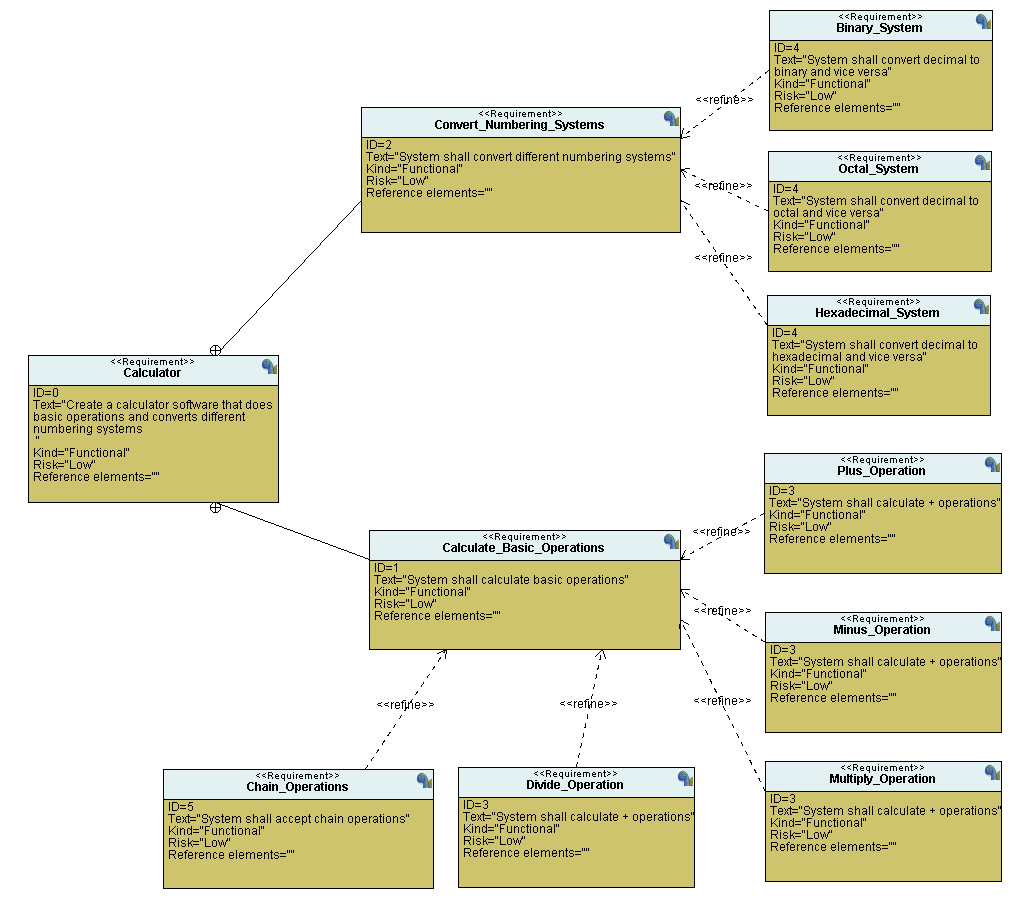 <<Requirement>>
Binary_System
ID=4
Text="System shall convert decimal to
binary and vice versa"
Kind="Functional"
Risk="Low"
Reference elements=""
<<refine>>
<<Requirement>>
Convert_Numbering_Systems
ID=2
Text="System shall convert different numbering systems"
Kind="Functional"
Risk="Low"
Reference elements=""
<<Requirement>>
Octal_System
ID=4
Text="System shall convert decimal to
octal and vice versa"
Kind="Functional"
Risk="Low"
Reference elements=""
<<refine>>
<<refine>>
<<Requirement>>
Hexadecimal_System
ID=4
Text="System shall convert decimal to
hexadecimal and vice versa"
Kind="Functional"
Risk="Low"
Reference elements=""
<<Requirement>>
Calculator
ID=0
Text="Create a calculator software that does
basic operations and converts different
numbering systems
"
Kind="Functional"
Risk="Low"
Reference elements=""
<<Requirement>>
Plus_Operation
ID=3
Text="System shall calculate + operations"
Kind="Functional"
Risk="Low"
Reference elements=""
<<refine>>
<<Requirement>>
Calculate_Basic_Operations
ID=1
Text="System shall calculate basic operations"
Kind="Functional"
Risk="Low"
Reference elements=""
<<refine>>
<<Requirement>>
Minus_Operation
ID=3
Text="System shall calculate + operations"
Kind="Functional"
Risk="Low"
Reference elements=""
<<refine>>
<<refine>>
<<refine>>
<<Requirement>>
Chain_Operations
ID=5
Text="System shall accept chain operations"
Kind="Functional"
Risk="Low"
Reference elements=""
<<Requirement>>
Divide_Operation
ID=3
Text="System shall calculate + operations"
Kind="Functional"
Risk="Low"
Reference elements=""
<<Requirement>>
Multiply_Operation
ID=3
Text="System shall calculate + operations"
Kind="Functional"
Risk="Low"
Reference elements=""